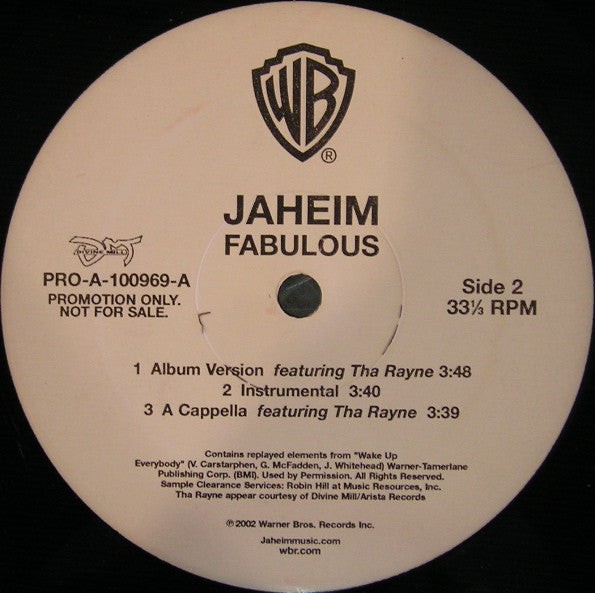 WB
®
JAHEIM
FABULOUS
DIVINE MILL
PRO-A-100969-A
PROMOTION ONLY.
NOT FOR SALE.
Side 2
33⅓ RPM
1 Album Version featuring Tha Rayne 3:48
2 Instrumental 3:40
3 A Cappella featuring Tha Rayne 3:39
Contains replayed elements from "Wake Up
Everybody" (V. Carstarphen, G. McFadden, J. Whitehead) Warner-Tamerlane
Publishing Corp. (BMI). Used by Permission. All Rights Reserved.
Sample Clearance Services: Robin Hill at Music Resources, Inc.
Tha Rayne appear courtesy of Divine Mill/Arista Records
℗2002 Warner Bros. Records Inc.
Jaheimmusic.com
wbr.com